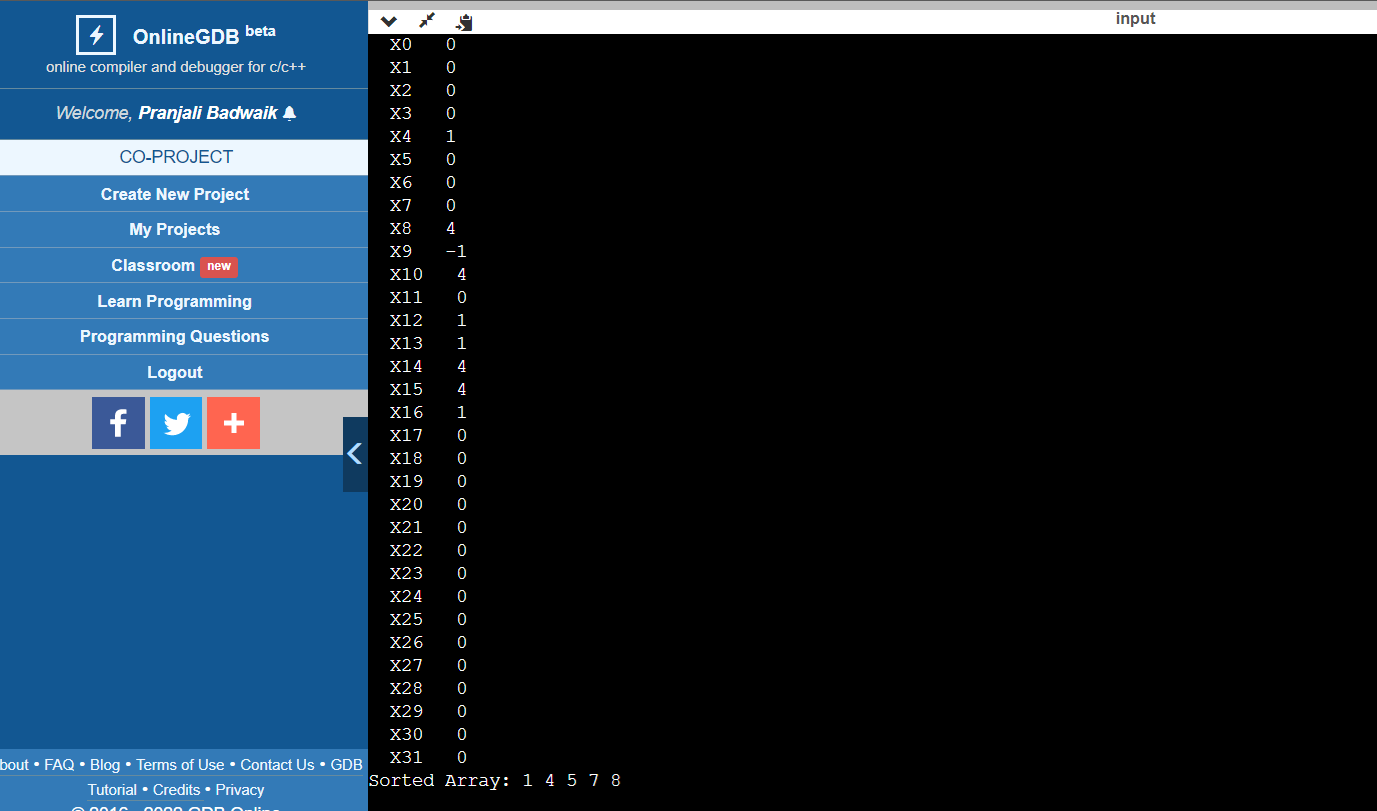 OnlineGDB beta
online compiler and debugger for c/c++
Welcome, Pranjali Badwaik
CO-PROJECT
Create New Project
My Projects
Classroom new
Learn Programming
Programming Questions
Logout
bout • FAQ • Blog • Terms of Use • Contact Us • GDB
Tutorial • Credits • Privacy
input
X0 0
X1 0
X2 0
X3 0
X4 1
X5 0
X6 0
X7 0
X8 4
X9 -1
X10 4
X11 0
X12 1
X13 1
X14 4
X15 4
X16 1
X17 0
X18 0
X19 0
X20 0
X21 0
X22 0
X23 0
X24 0
X25 0
X26 0
X27 0
X28 0
X29 0
X30 0
X31 0
Sorted Array: 1 4 5 7 8